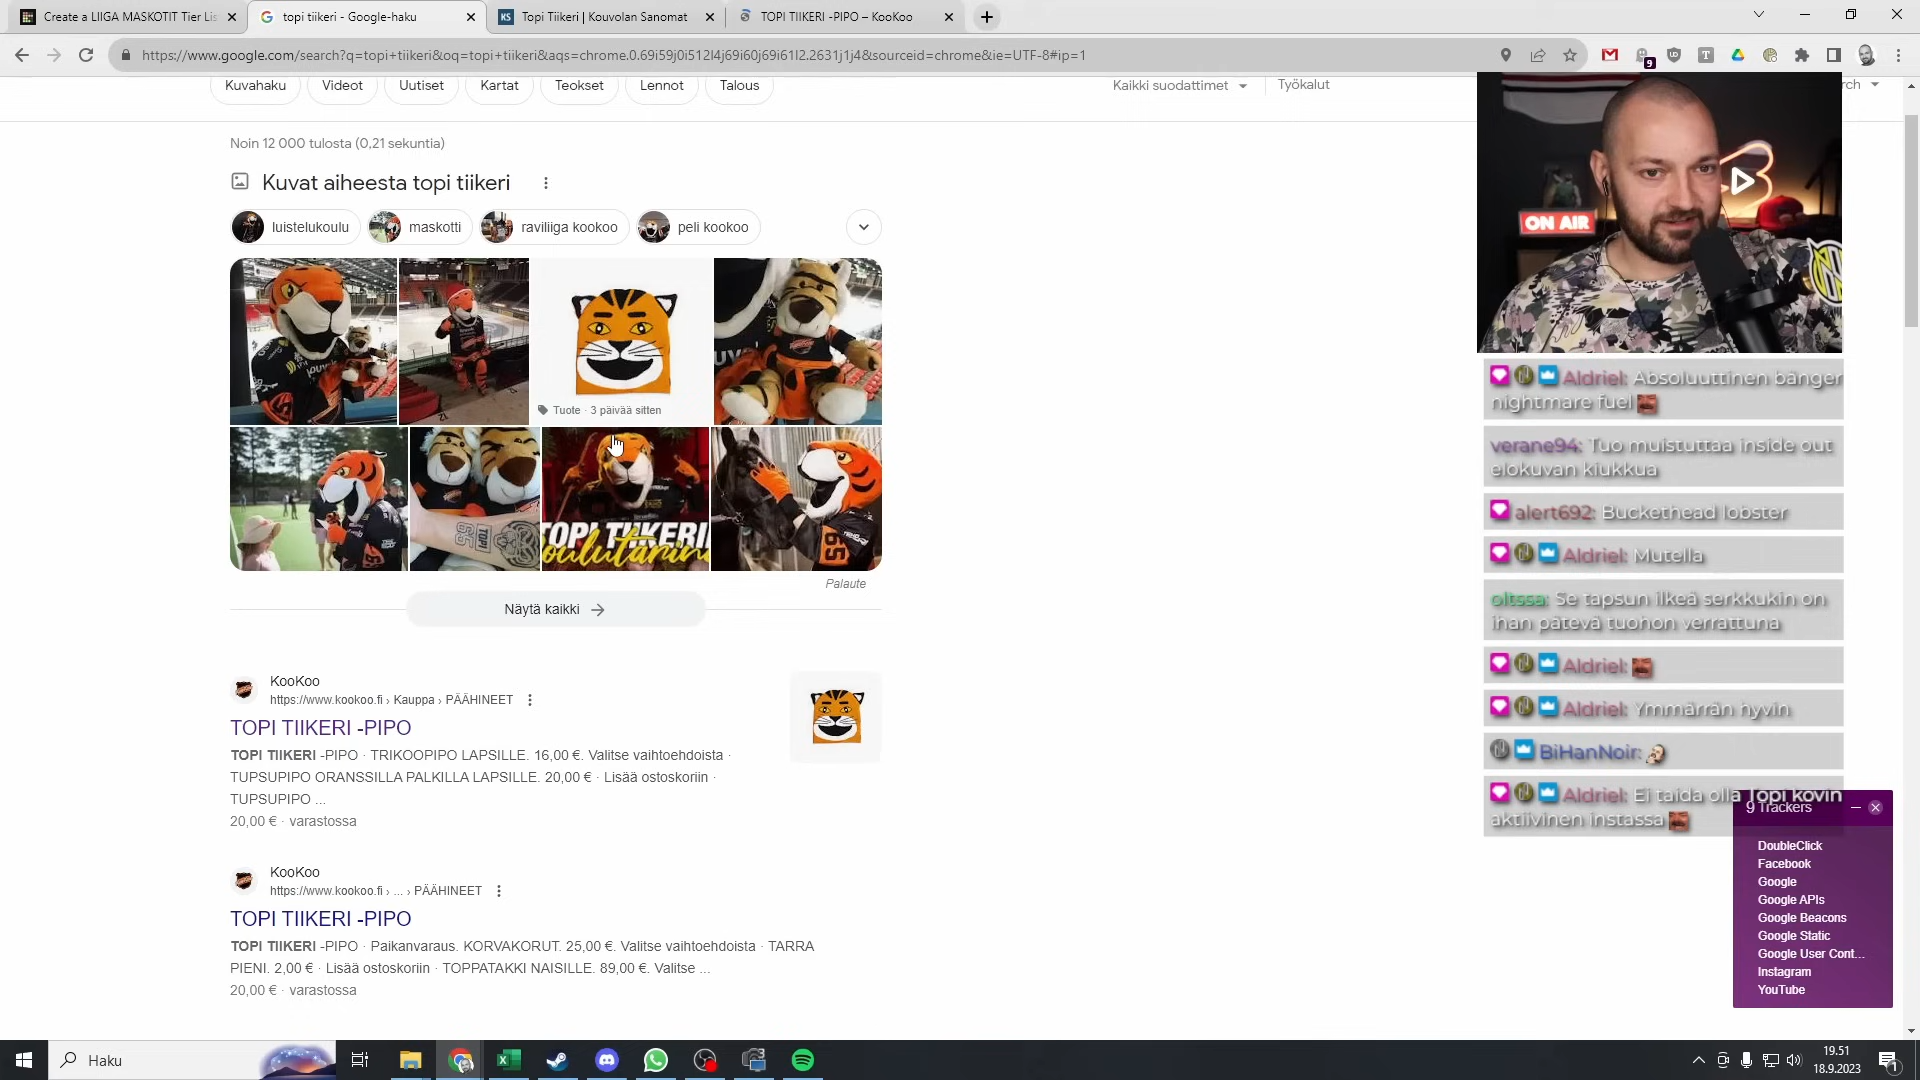 Create a LIIGA MASKOTIT Tier Lis
topi tiikeri - Google-haku
Topi Tiikeri | Kouvolan Sanomat
TOPI TIIKERI -PIPO – KooKoo
https://www.google.com/search?q=topi+tiikeri&oq=topi+tiikeri&aqs=chrome.0.69i59j0i512l4j69i60j69i61l2.2631j1j4&sourceid=chrome&ie=UTF-8#ip=1
9
Kuvahaku
Videot
Uutiset
Kartat
Teokset
Lennot
Talous
Kaikki suodattimet
Työkalut
rch
Noin 12 000 tulosta (0,21 sekuntia)
Kuvat aiheesta topi tiikeri
luistelukoulu
maskotti
raviliiga kookoo
peli kookoo
Tuote · 3 päivää sitten
TOPI
65
TOPI TIIKERI
oulutarin
65
Palaute
Näytä kaikki
KooKoo
https://www.kookoo.fi › Kauppa › PÄÄHINEET
TOPI TIIKERI -PIPO
TOPI TIIKERI -PIPO · TRIKOOPIPO LAPSILLE. 16,00 €. Valitse vaihtoehdoista ·
TUPSUPIPO ORANSSILLA PALKILLA LAPSILLE. 20,00 € · Lisää ostoskoriin ·
TUPSUPIPO ...
20,00 € · varastossa
KooKoo
https://www.kookoo.fi › ... › PÄÄHINEET
TOPI TIIKERI -PIPO
TOPI TIIKERI -PIPO · Paikanvaraus. KORVAKORUT. 25,00 €. Valitse vaihtoehdoista · TARRA
PIENI. 2,00 € · Lisää ostoskoriin · TOPPATAKKI NAISILLE. 89,00 €. Valitse ...
20,00 € · varastossa
ON AIR
Aldriel: Absoluuttinen bänger
nightmare fuel
verane94: Tuo muistuttaa inside out
elokuvan kiukkua
alert692: Buckethead lobster
Aldriel: Mutella
oltssa: Se tapsun ilkeä serkkukin on
ihan pätevä tuohon verrattuna
Aldriel:
Aldriel: Ymmärrän hyvin
BiHanNoir:
Aldriel: Ei taida olla Topi kovin
aktiivinen instassa
9 Trackers
DoubleClick
Facebook
Google
Google APIs
Google Beacons
Google Static
Google User Cont...
Instagram
YouTube
Haku
19.51
18.9.2023
1